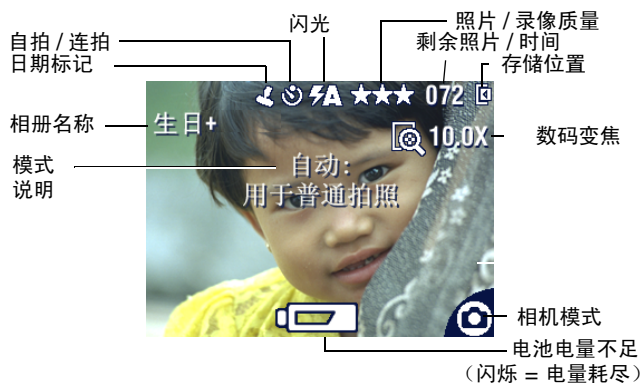 闪光
照片 / 录像质量
自拍 / 连拍
剩余照片 / 时间
日期标记
存储位置
072
相册名称
生日+
10.0X
数码变焦
模式
说明
自动：
用于普通拍照
相机模式
电池电量不足
（闪烁 = 电量耗尽）